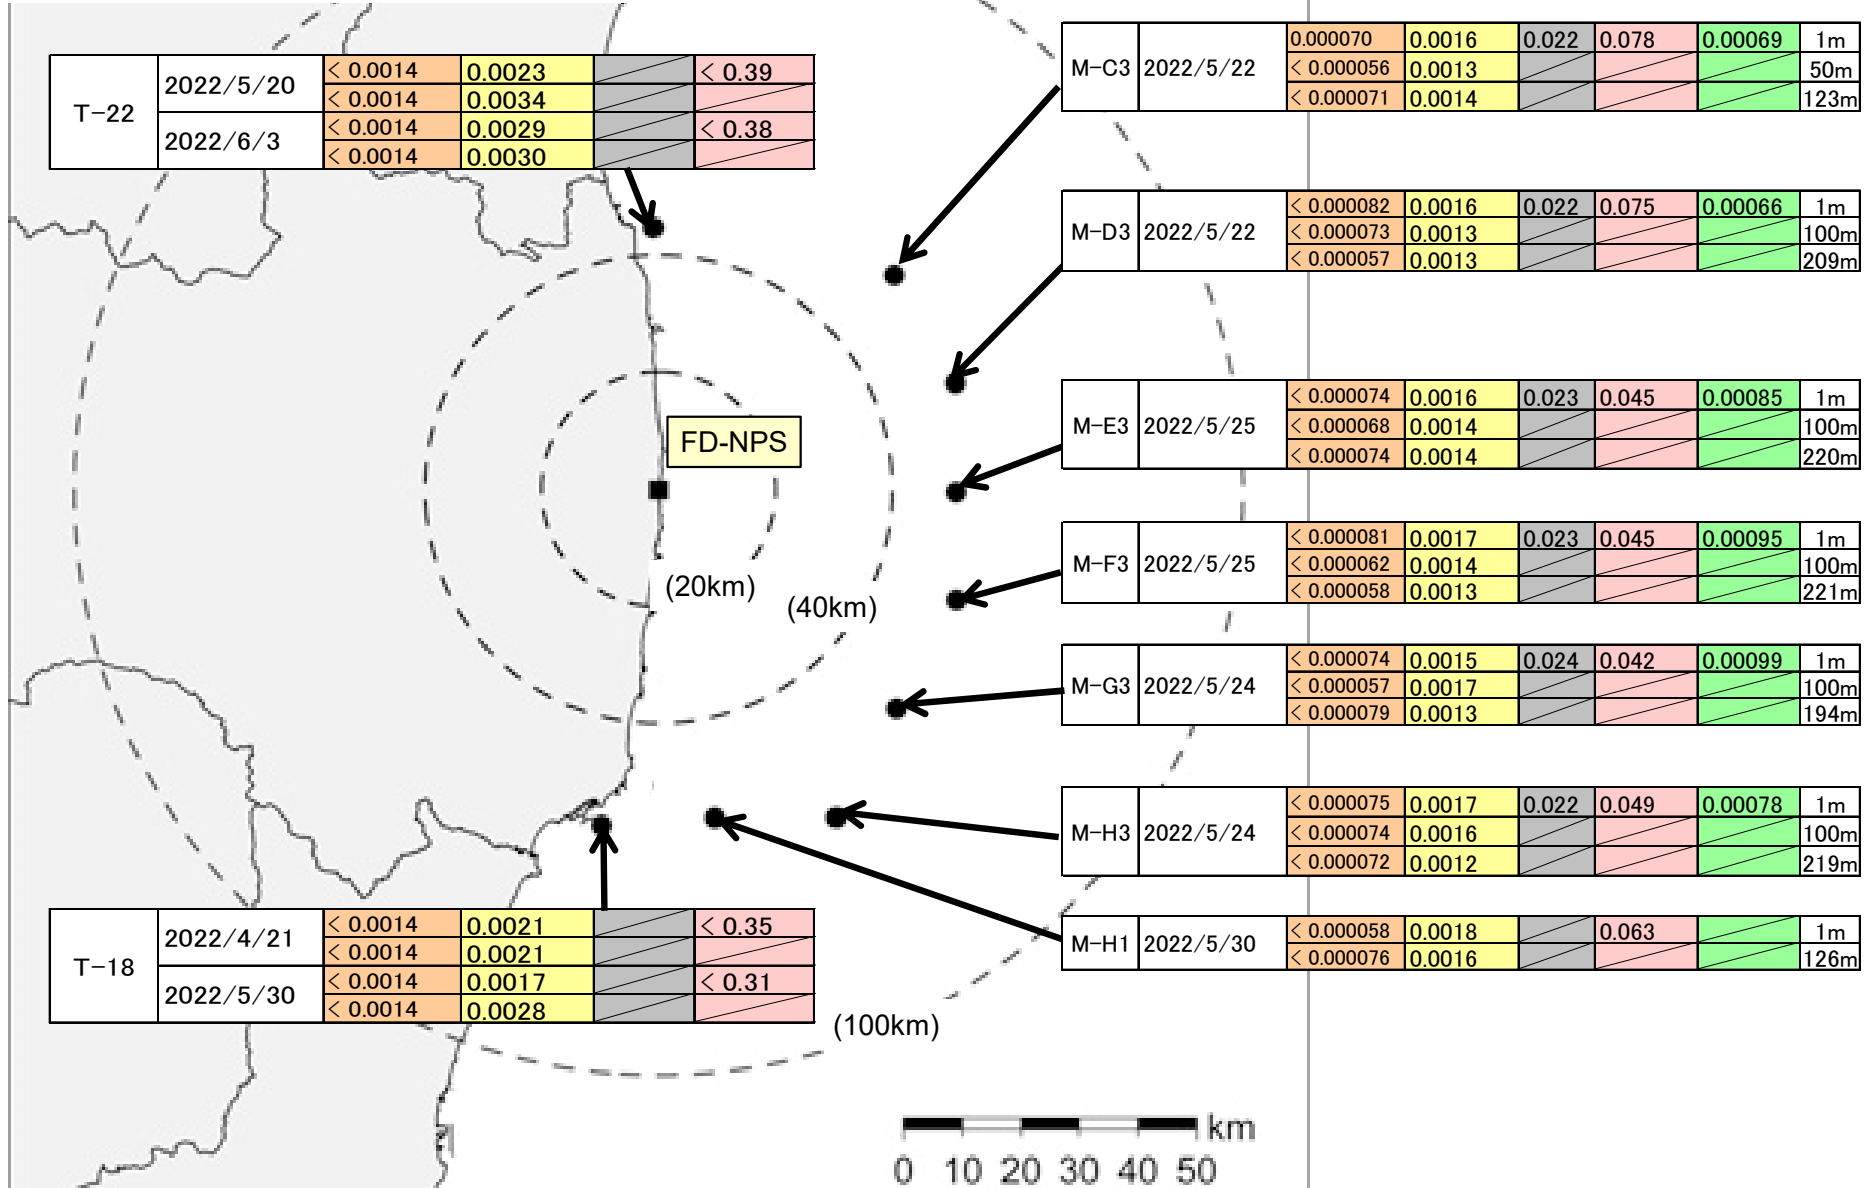 T-22
2022/5/20 < 0.0014 0.0023 < 0.39
< 0.0014 0.0034
2022/6/3 < 0.0014 0.0029 < 0.38
< 0.0014 0.0030
M-C3 2022/5/22 0.000070 0.0016 0.022 0.078 0.00069 1m
< 0.000056 0.0013 50m
< 0.000071 0.0014 123m
M-D3 2022/5/22 < 0.000082 0.0016 0.022 0.075 0.00066 1m
< 0.000073 0.0013 100m
< 0.000057 0.0013 209m
M-E3 2022/5/25 < 0.000074 0.0016 0.023 0.045 0.00085 1m
< 0.000068 0.0014 100m
< 0.000074 0.0014 220m
FD-NPS
M-F3 2022/5/25 < 0.000081 0.0017 0.023 0.045 0.00095 1m
< 0.000062 0.0014 100m
< 0.000058 0.0013 221m
(20km)
(40km)
M-G3 2022/5/24 < 0.000074 0.0015 0.024 0.042 0.00099 1m
< 0.000057 0.0017 100m
< 0.000079 0.0013 194m
M-H3 2022/5/24 < 0.000075 0.0017 0.022 0.049 0.00078 1m
< 0.000074 0.0016 100m
< 0.000072 0.0012 219m
M-H1 2022/5/30 < 0.000058 0.0018 0.063 1m
< 0.000076 0.0016 126m
T-18
2022/4/21 < 0.0014 0.0021 < 0.35
< 0.0014 0.0021
2022/5/30 < 0.0014 0.0017 < 0.31
< 0.0014 0.0028
(100km)
km
0 10 20 30 40 50